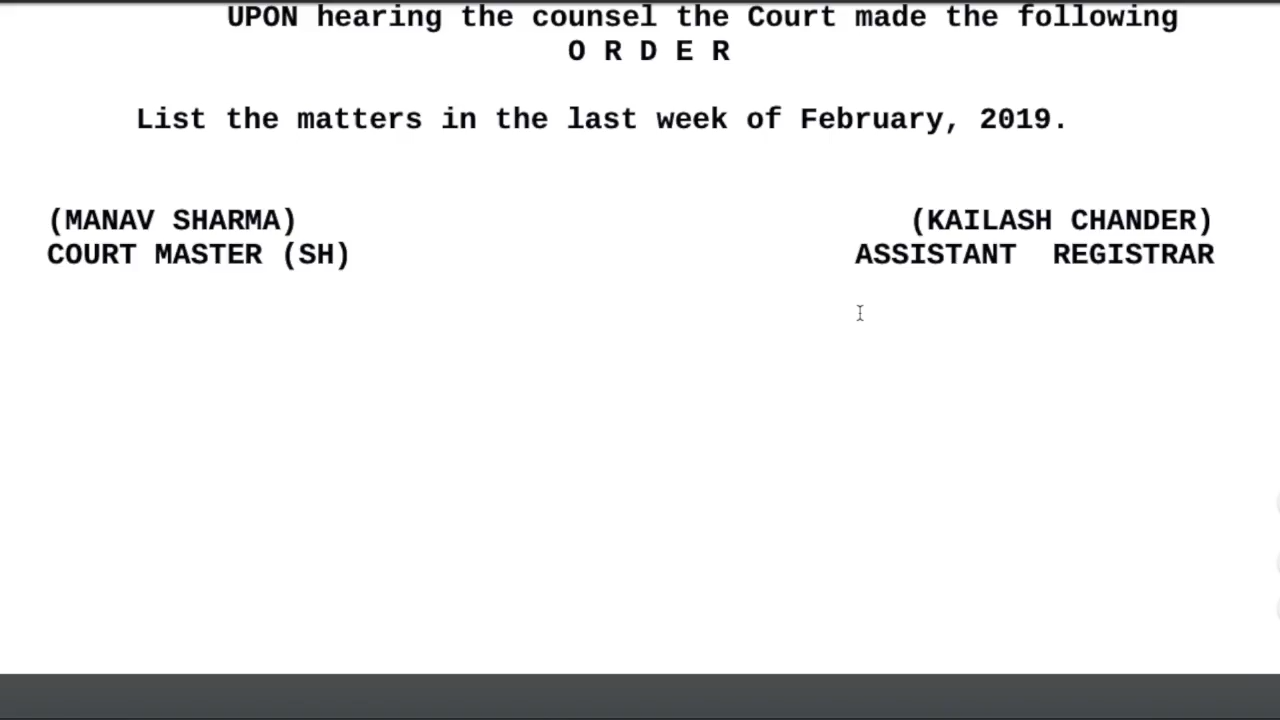 UPON hearing the counsel the Court made the following
O R D E R
List the matters in the last week of February, 2019.
(MANAV SHARMA) (KAILASH CHANDER)
COURT MASTER (SH) ASSISTANT REGISTRAR